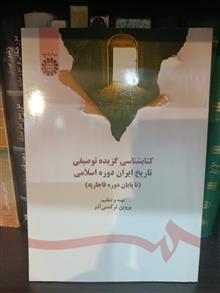 کتابشناسی گزیده توصیفی
تاریخ ایران دوره اسلامی
(تا پایان دوره قاجاریه)
تهیه و تنظیم:
پروین ترکمنی‌آذر